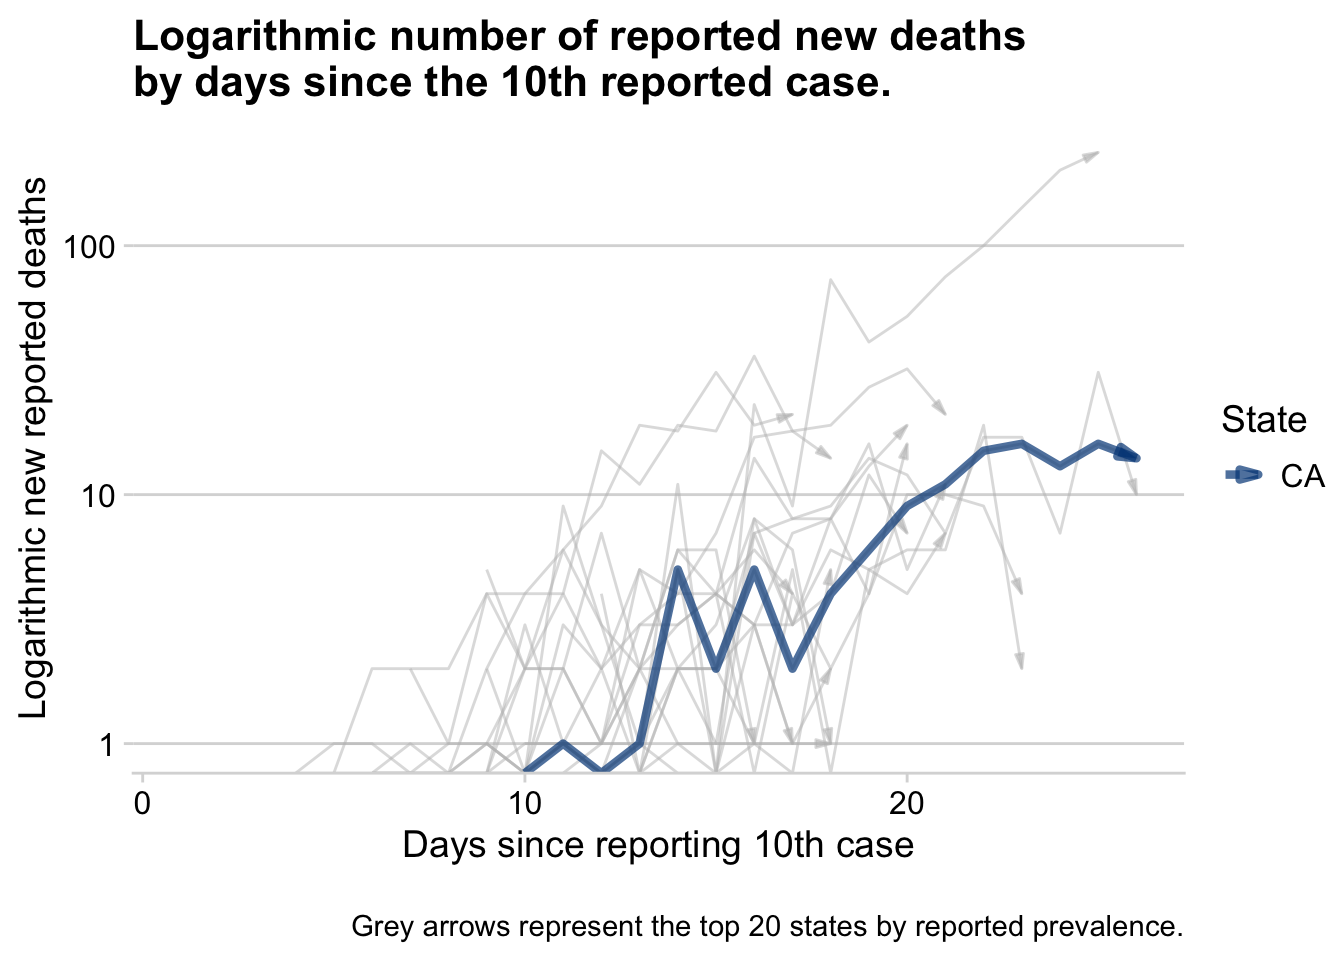 Logarithmic number of reported new deaths
by days since the 10th reported case.
Logarithmic new reported deaths
100
10
1
0
10
20
Days since reporting 10th case
State
CA
Grey arrows represent the top 20 states by reported prevalence.